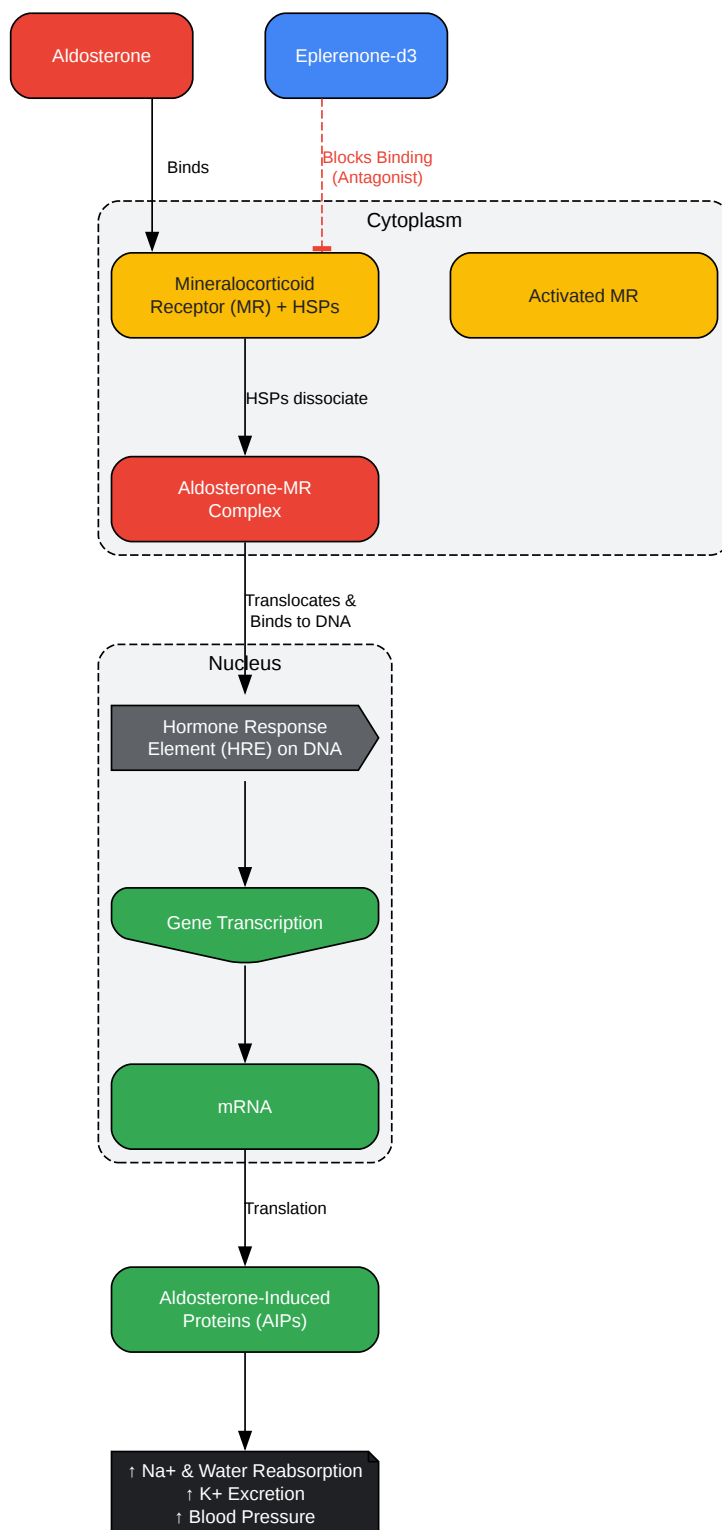 Aldosterone
Eplerenone-d3
Binds
Blocks Binding
(Antagonist)
Cytoplasm
Mineralocorticoid
Receptor (MR) + HSPs
Activated MR
HSPs dissociate
Aldosterone-MR
Complex
Translocates &
Binds to DNA
Nucleus
Hormone Response
Element (HRE) on DNA
Gene Transcription
mRNA
Translation
Aldosterone-Induced
Proteins (AIPs)
↑ Na+ & Water Reabsorption
↑ K+ Excretion
↑ Blood Pressure